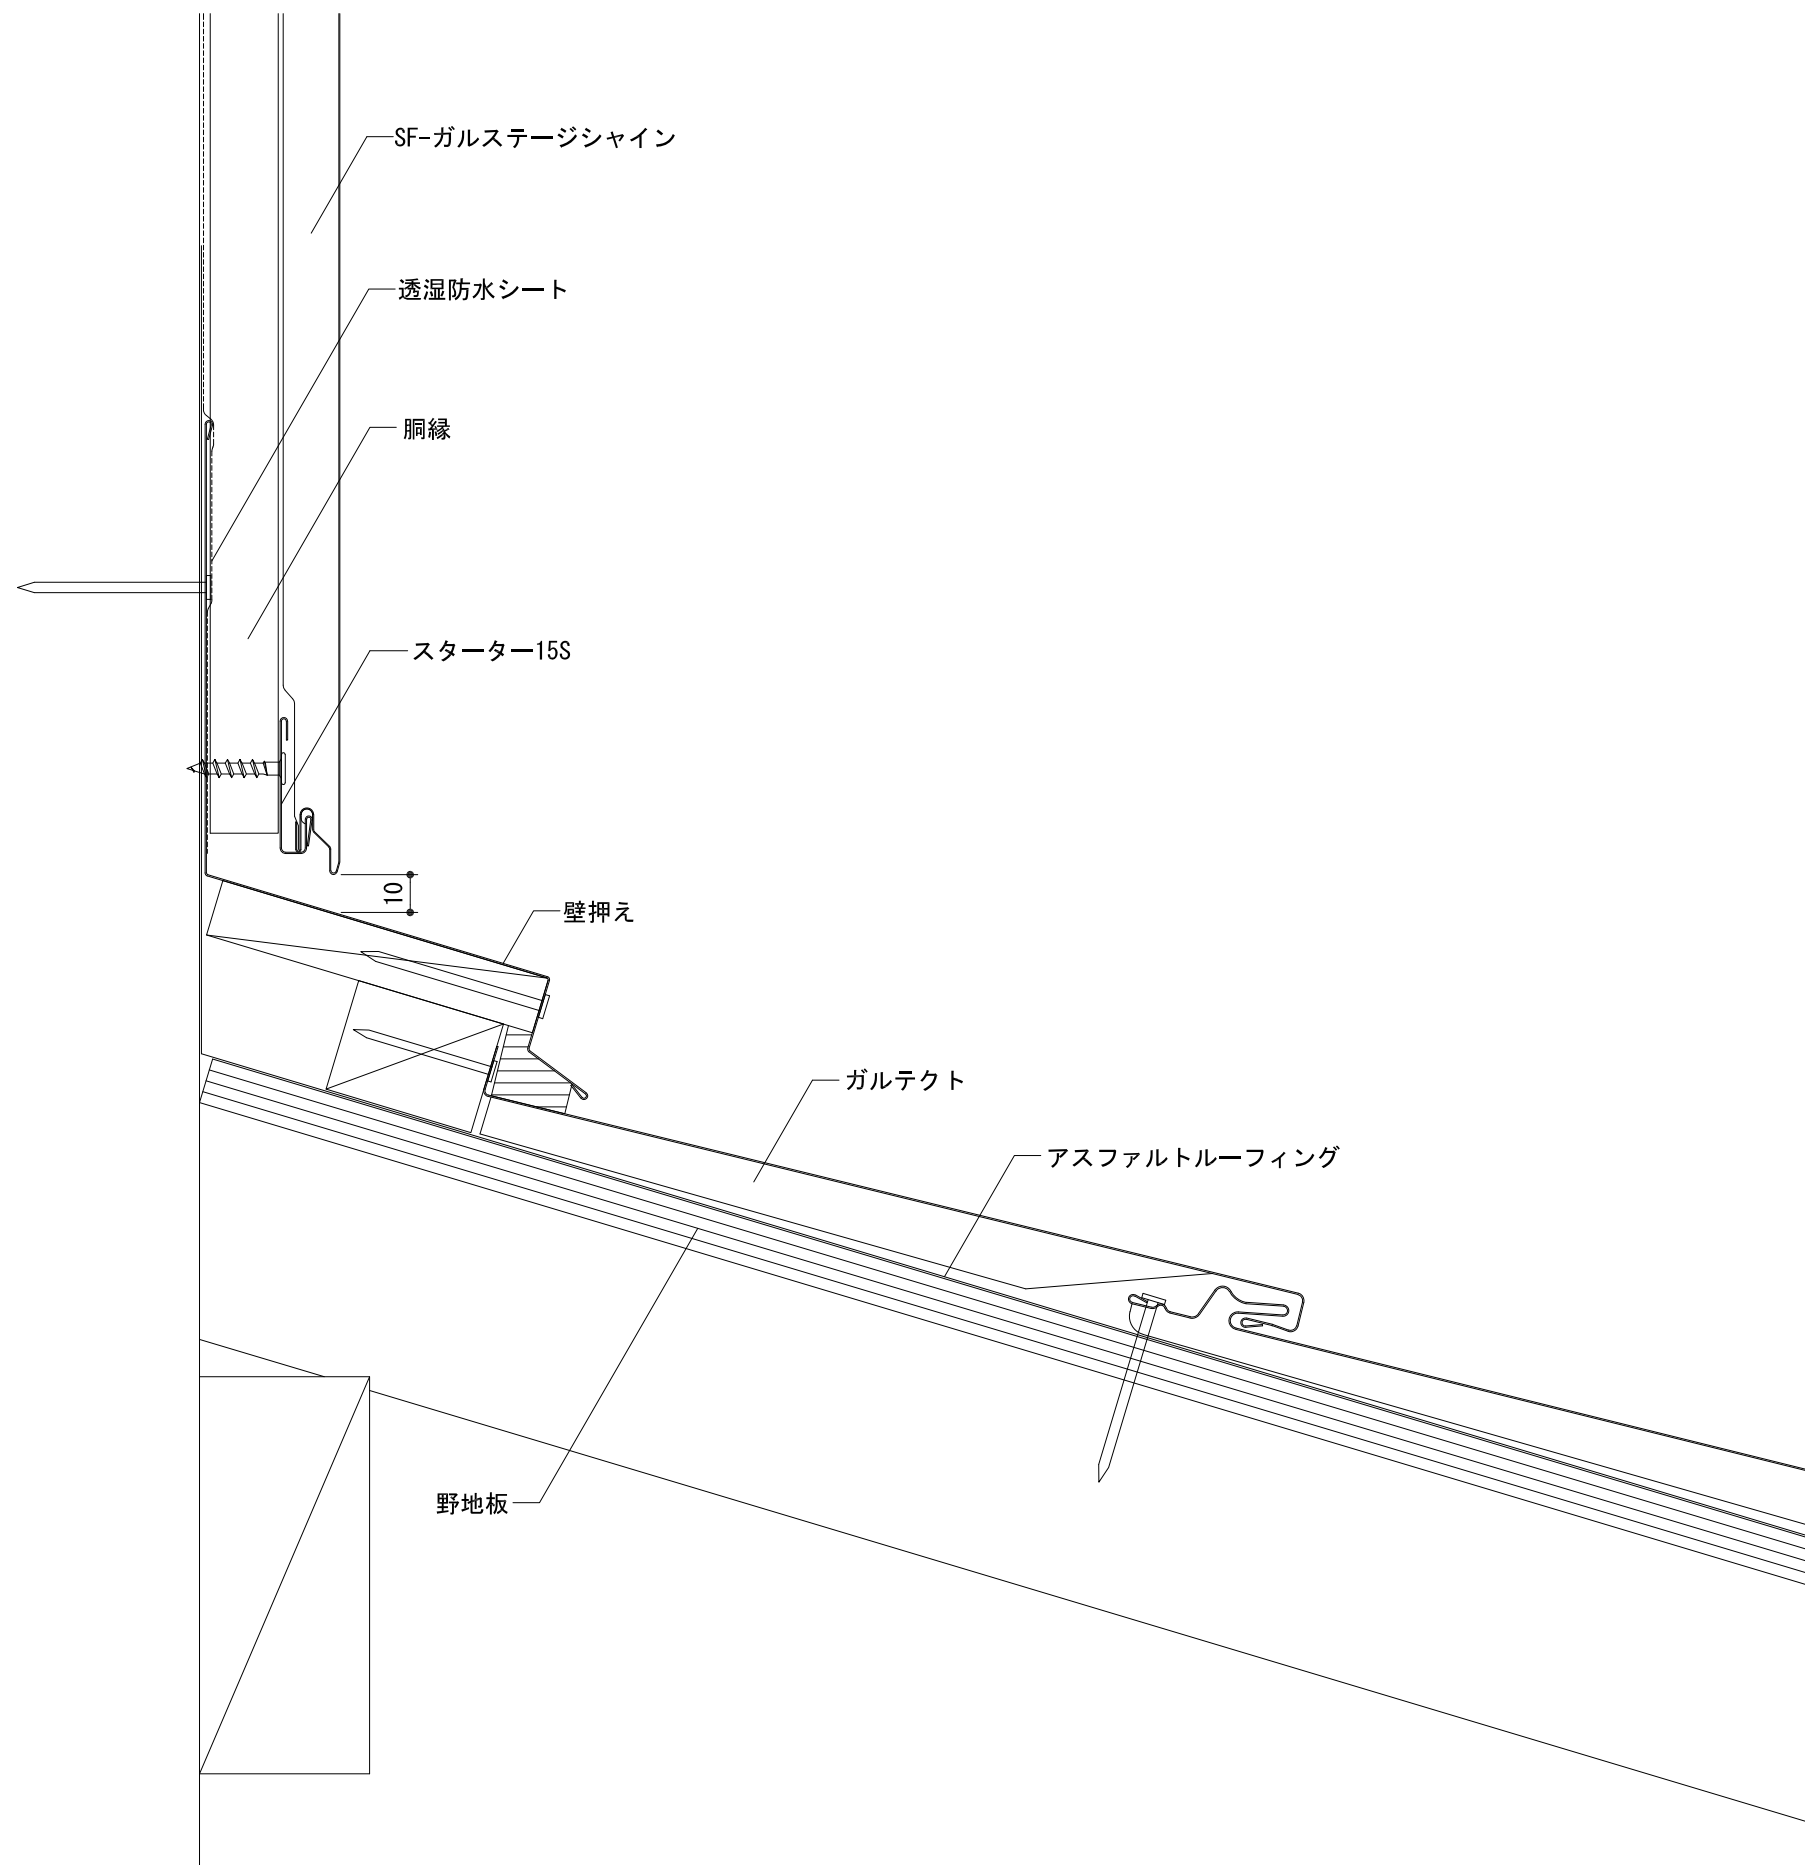 SF-ガルステージシャイン
透湿防水シート
胴縁
スターター15S
10
壁押え
ガルテクト
アスファルトルーフィング
野地板